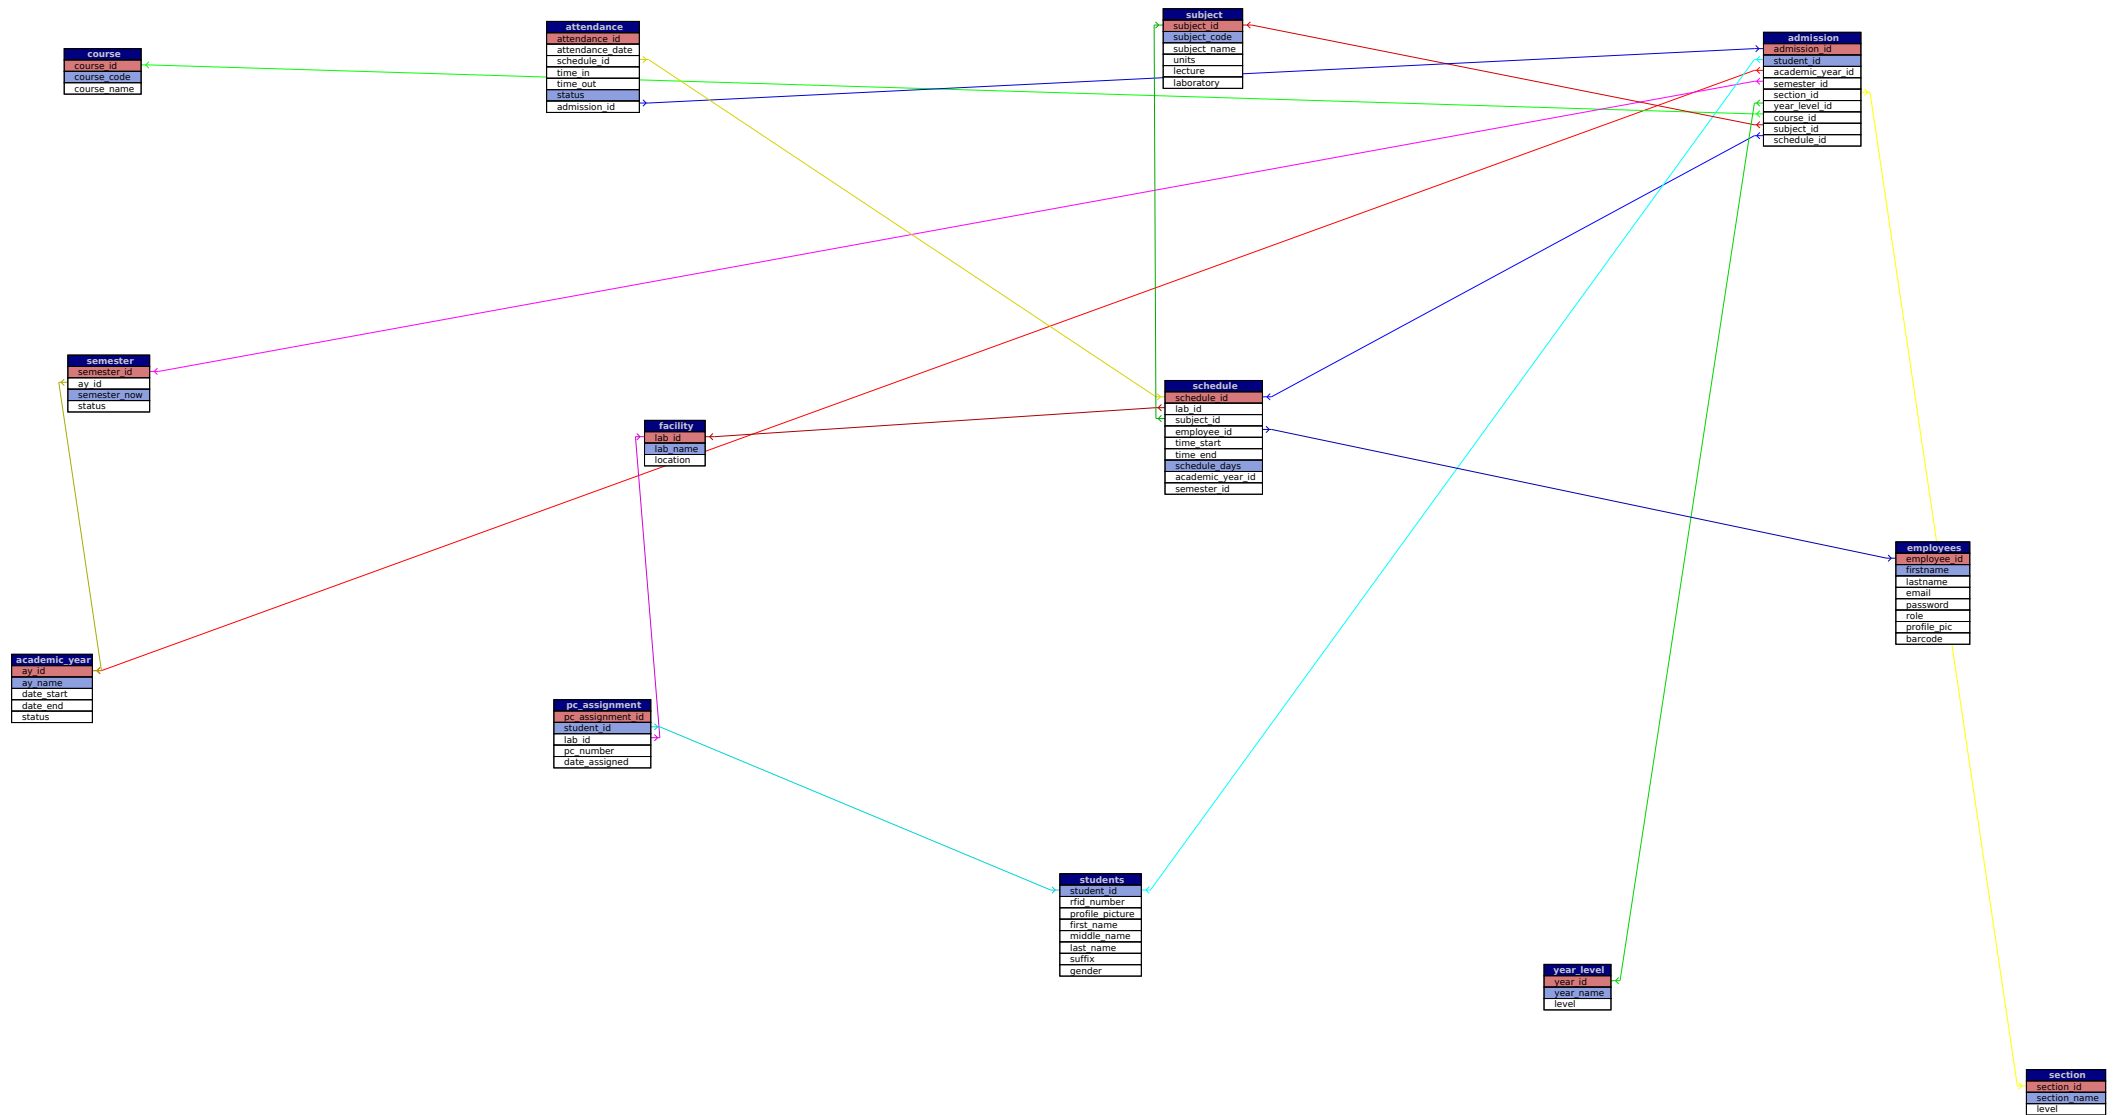 subject
subject_id
subject_code
subject_name
units
lecture
laboratory
attendance
attendance_id
attendance_date
schedule_id
time_in
time_out
status
admission_id
admission
admission_id
student_id
academic_year_id
semester_id
section_id
year_level_id
course_id
subject_id
schedule_id
course
course_id
course_code
course_name
semester
semester_id
ay_id
semester_now
status
schedule
schedule_id
lab_id
subject_id
employee_id
time_start
time_end
schedule_days
academic_year_id
semester_id
facility
lab_id
lab_name
location
employees
employee_id
firstname
lastname
email
password
role
profile_pic
barcode
academic_year
ay_id
ay_name
date_start
date_end
status
pc_assignment
pc_assignment_id
student_id
lab_id
pc_number
date_assigned
students
student_id
rfid_number
profile_picture
first_name
middle_name
last_name
suffix
gender
year_level
year_id
year_name
level
section
section_id
section_name
level